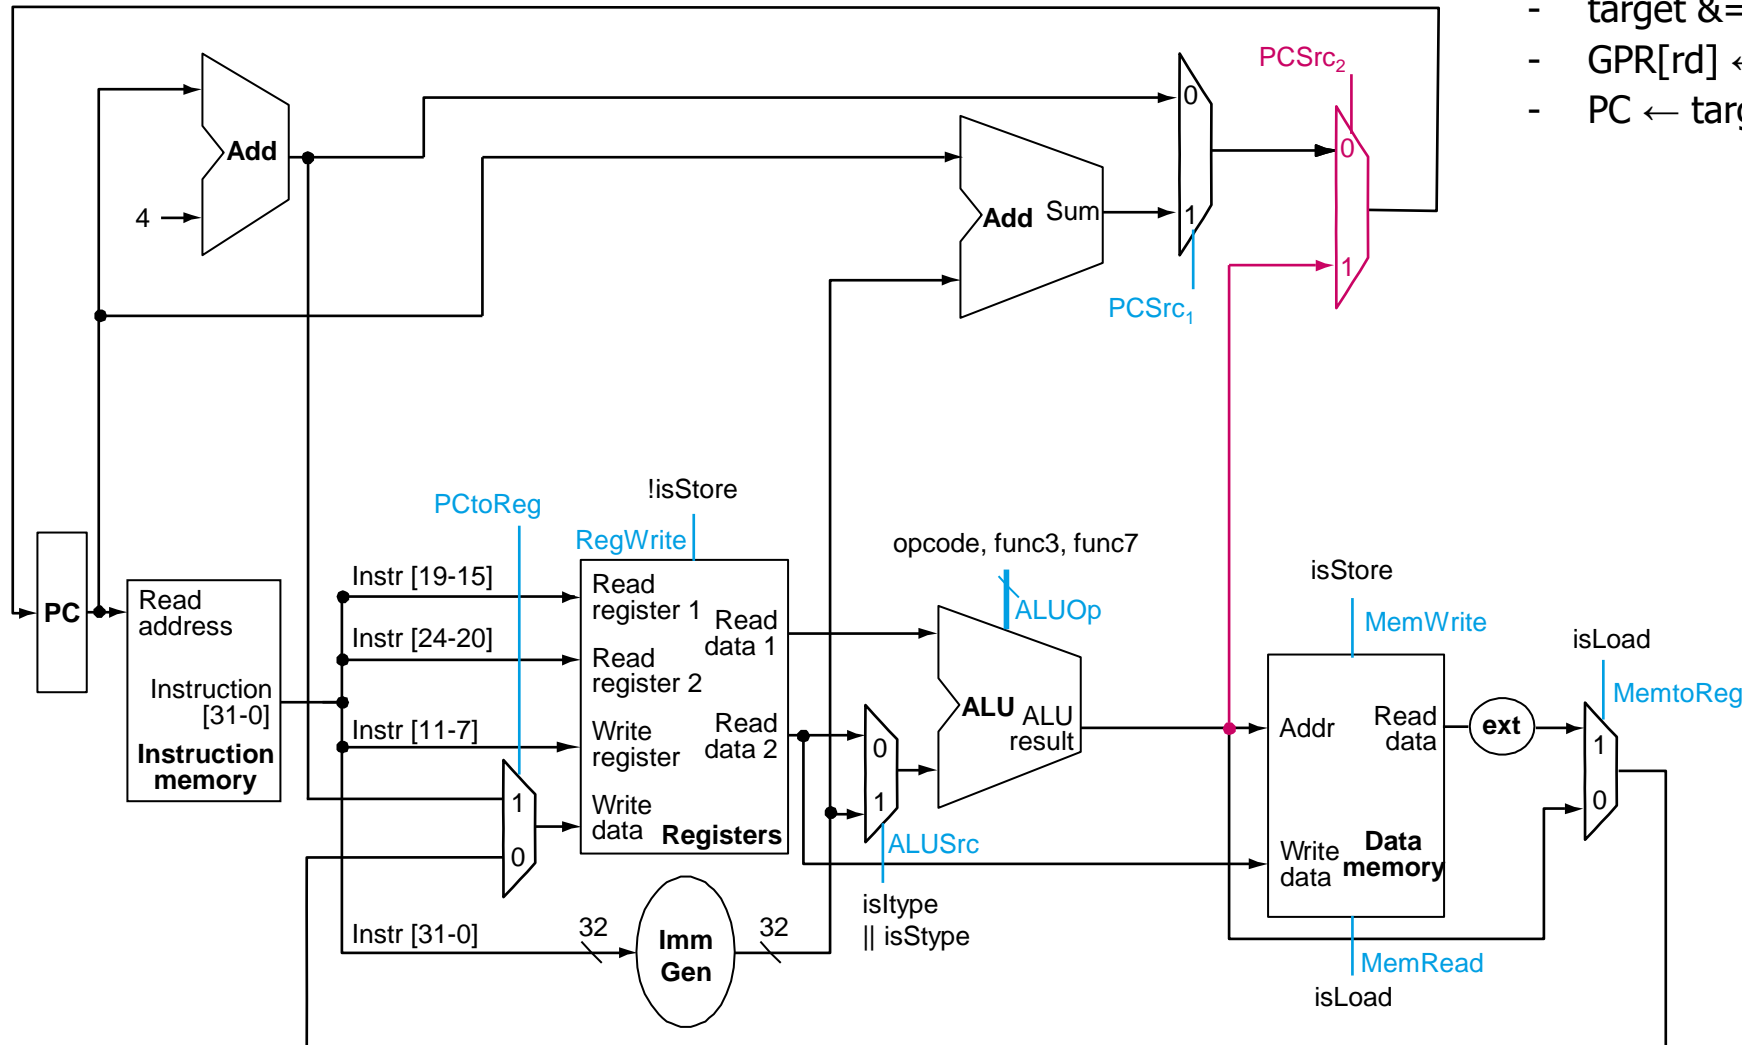 - target &=
- GPR[rd] ←
- PC ←
PCSrc2
0
Add
Add
Sum
0
4
1
1
PCSrc1
!isStore
PCtoReg
RegWrite
opcode, func3, func7
isStore
Instr [19-15]
Read
register 1
ALUOp
MemWrite
PC
Read
address
Read
data 1
isLoad
Instr [24-20]
Read
register 2
MemtoReg
Instruction
[31-0]
ALU
ALU
result
Addr
Read
data
ext
Instr [11-7]
Write
register
Read
data 2
0
1
Instruction
memory
1
Write
data
Registers
1
0
0
ALUSrc
Write
data
Data
memory
isItype
|| isStype
Instr [31-0]
32
Imm
Gen
32
MemRead
isLoad